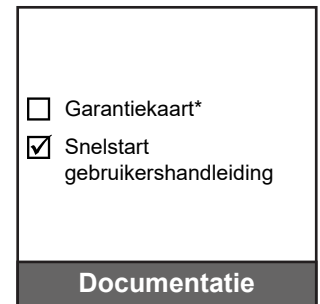 Garantiekaart*
Snelstart
gebruikershandleiding
Documentatie